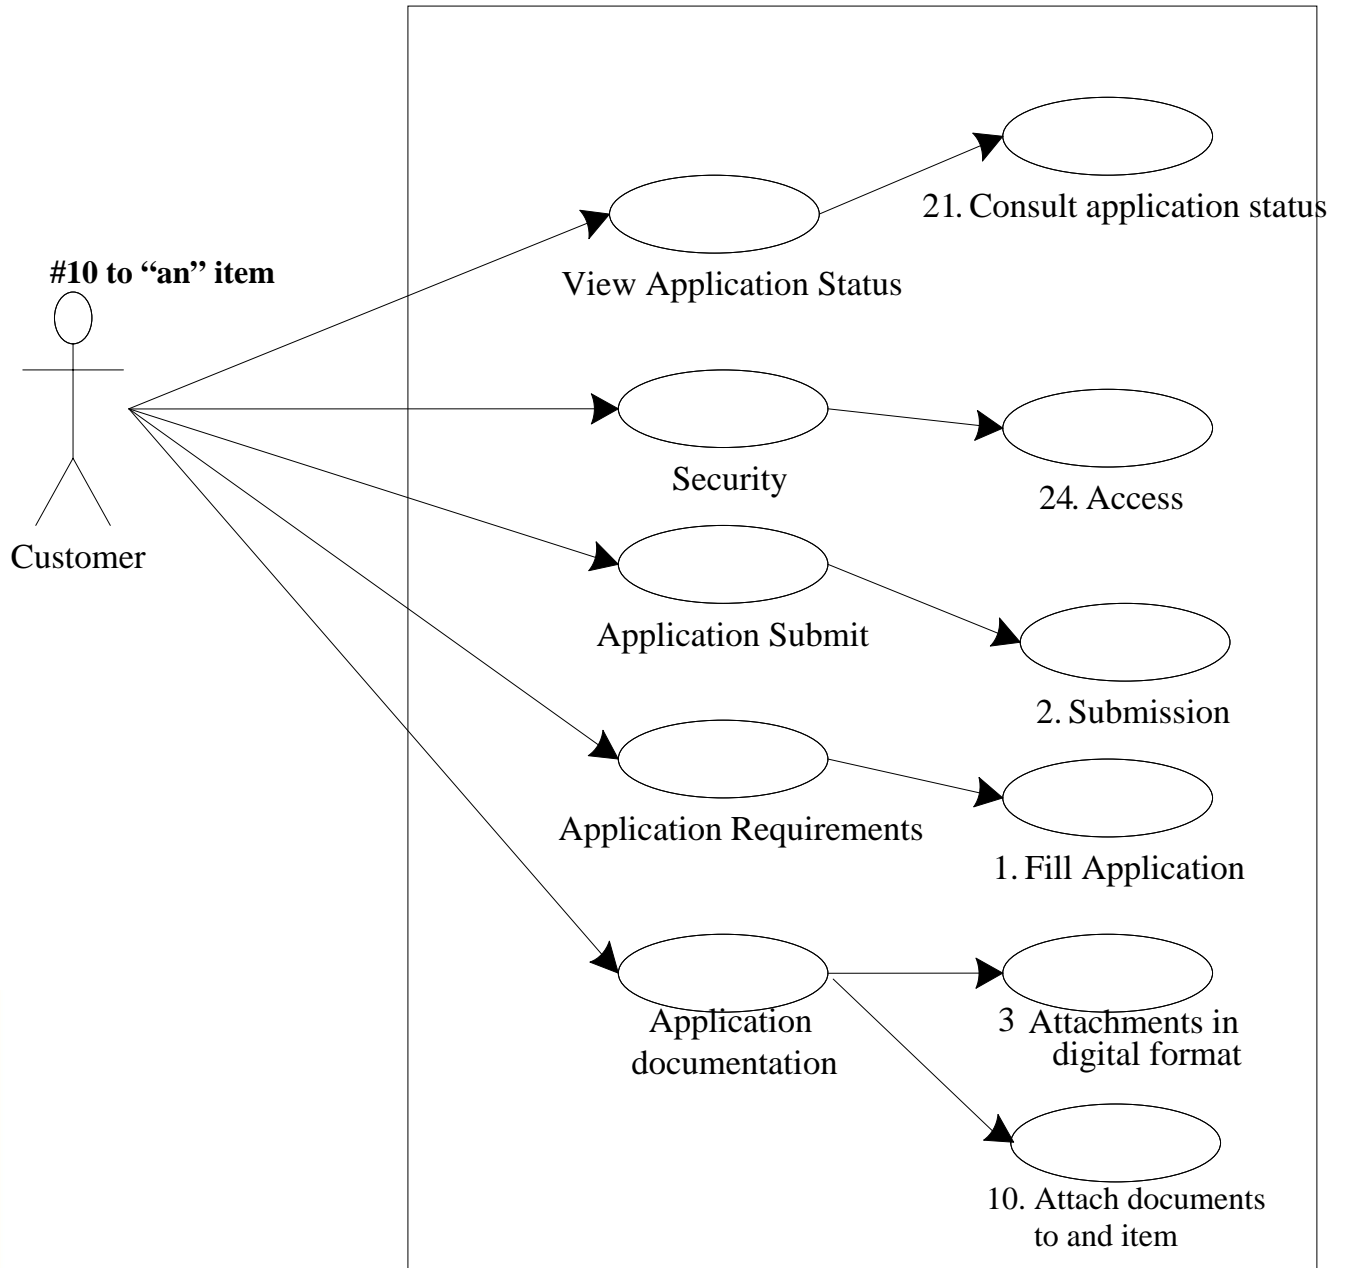 21. Consult application status
#10 to “an” item
View Application Status
Security
24. Access
Customer
Application Submit
2. Submission
Application Requirements
1. Fill Application
Application
documentation
3 Attachments in
digital format
10. Attach documents
to and item